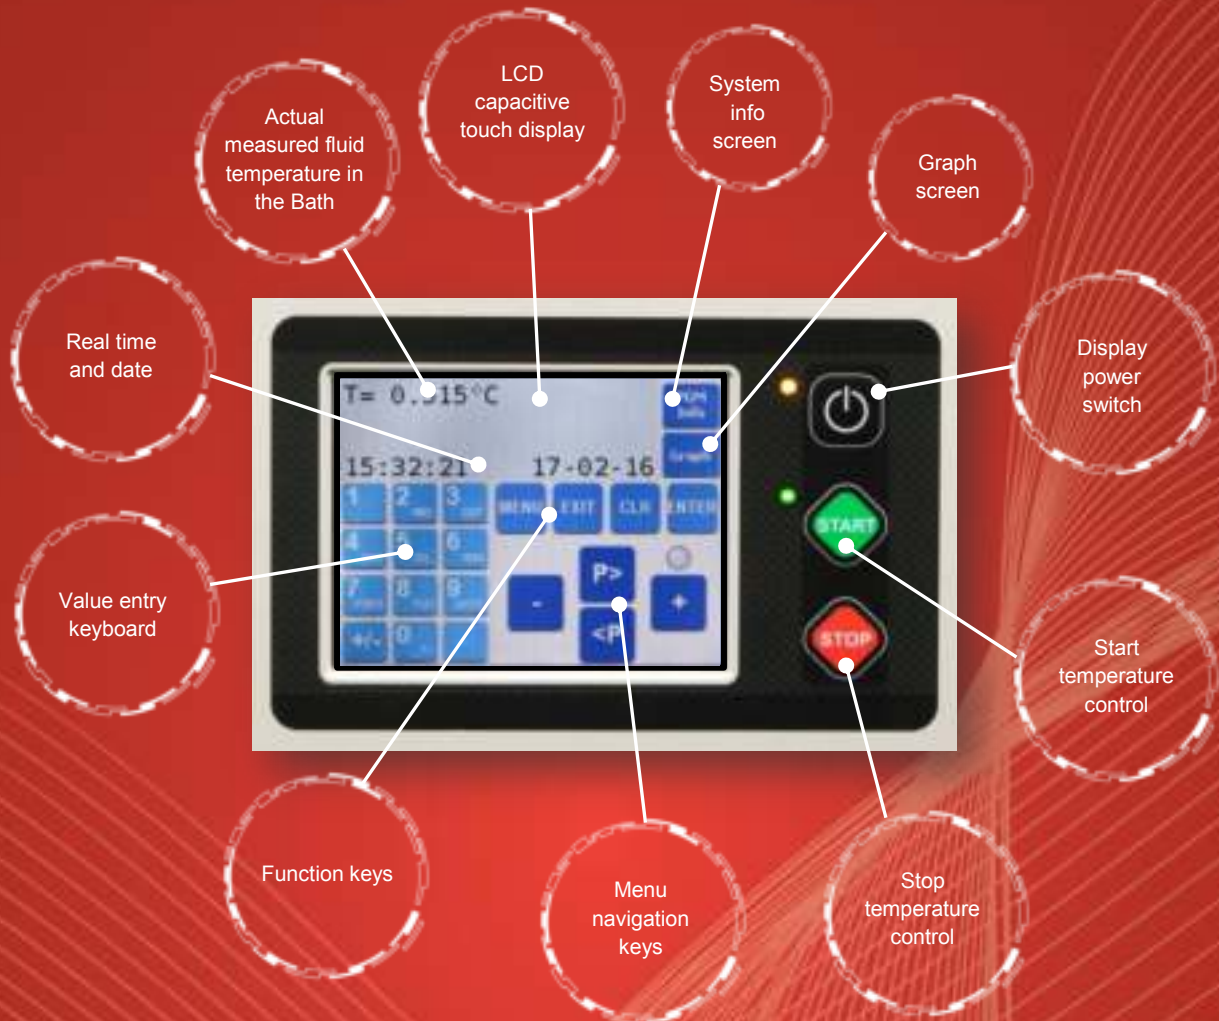 LCD
capacitive
touch display
System
info
screen
Actual
measured fluid
temperature in
the Bath
Graph
screen
Real time
and date
Display
power
switch
T= 0. 15°C
Info
Graph
15:32:21 17-02-16
1 2 3
MENU EXIT CLR ENTER
START
4 5 6
P>
7 8 9
- +
<P
+/- 0
STOP
Value entry
keyboard
Start
temperature
control
Function keys
Menu
navigation
keys
Stop
temperature
control